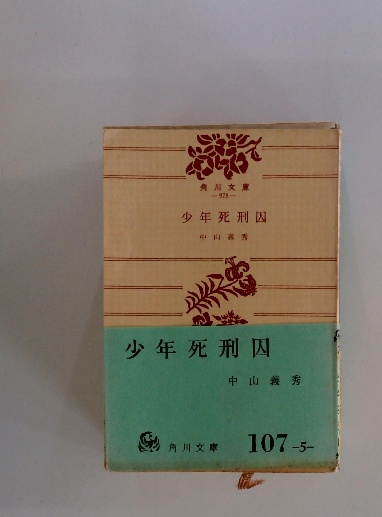 角川文庫
—978—
少年死刑囚
中山義秀
少年死刑囚
中山義秀
角川文庫 107 -5-